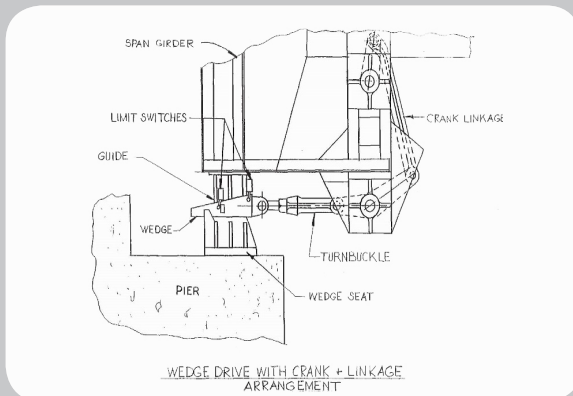 SPAN GIRDER
LIMIT SWITCHES
CRANK LINKAGE
GUIDE
WEDGE
TURNBUCKLE
PIER
WEDGE SEAT
WEDGE DRIVE WITH CRANK + LINKAGE
ARRANGEMENT